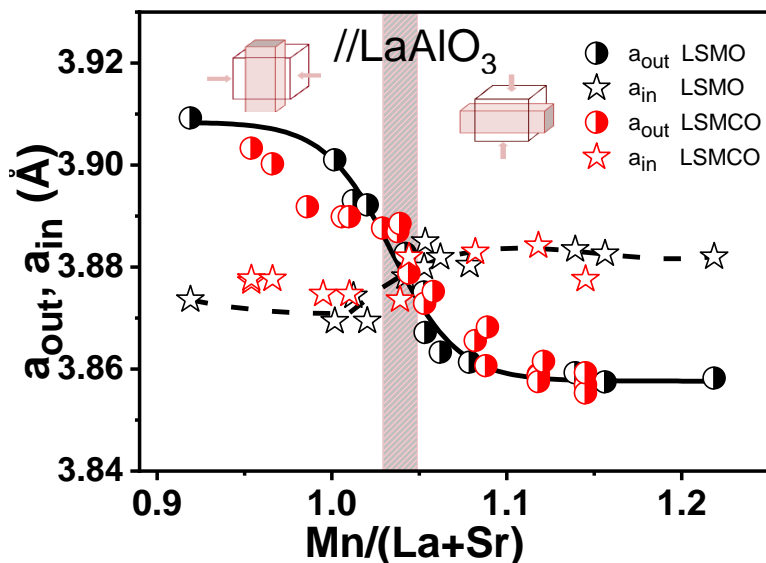 //LaAlO₃
a_out LSMO
a_in LSMO
a_out LSMCO
a_in LSMCO
a_out, a_in (Å)
3.92
3.90
3.88
3.86
3.84
0.9 1.0 1.1 1.2
Mn/(La+Sr)